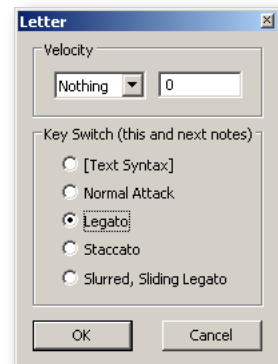 Letter
Velocity
Nothing 0
Key Switch (this and next notes)
[Text Syntax]
Normal Attack
Legato
Staccato
Slurred, Sliding Legato
OK Cancel